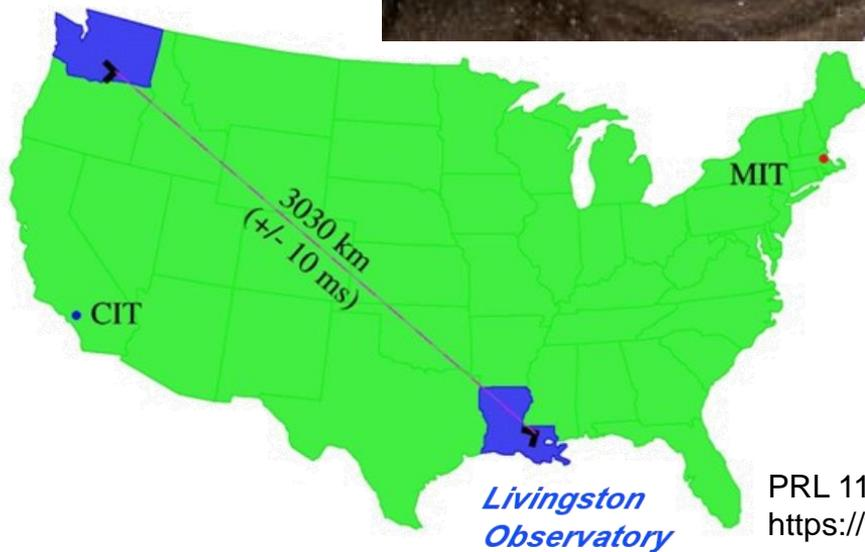 3030 km
(+/- 10 ms)
MIT
CIT
Livingston
Observatory
PRL 11
https://